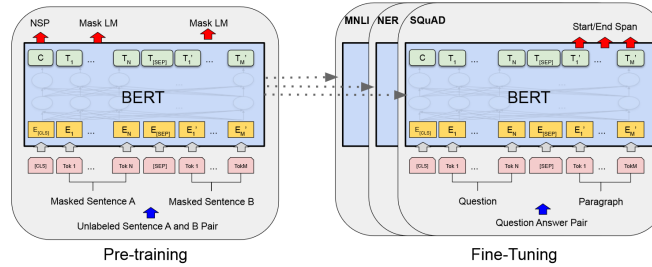 NSP Mask LM Mask LM
C T1 ... TN T[SEP] T1' ... TM'
BERT
E[CLS] E1 ... EN E[SEP] E1' ... EM'
[CLS] Tok 1 ... Tok N [SEP] Tok 1 ... TokM
Masked Sentence A Masked Sentence B
Unlabeled Sentence A and B Pair
Pre-training
MNLI NER SQuAD
Start/End Span
C T1 ... TN T[SEP] T1' ... TM'
BERT
E[CLS] E1 ... EN E[SEP] E1' ... EM'
[CLS] Tok 1 ... Tok N [SEP] Tok 1 ... TokM
Question Paragraph
Question Answer Pair
Fine-Tuning